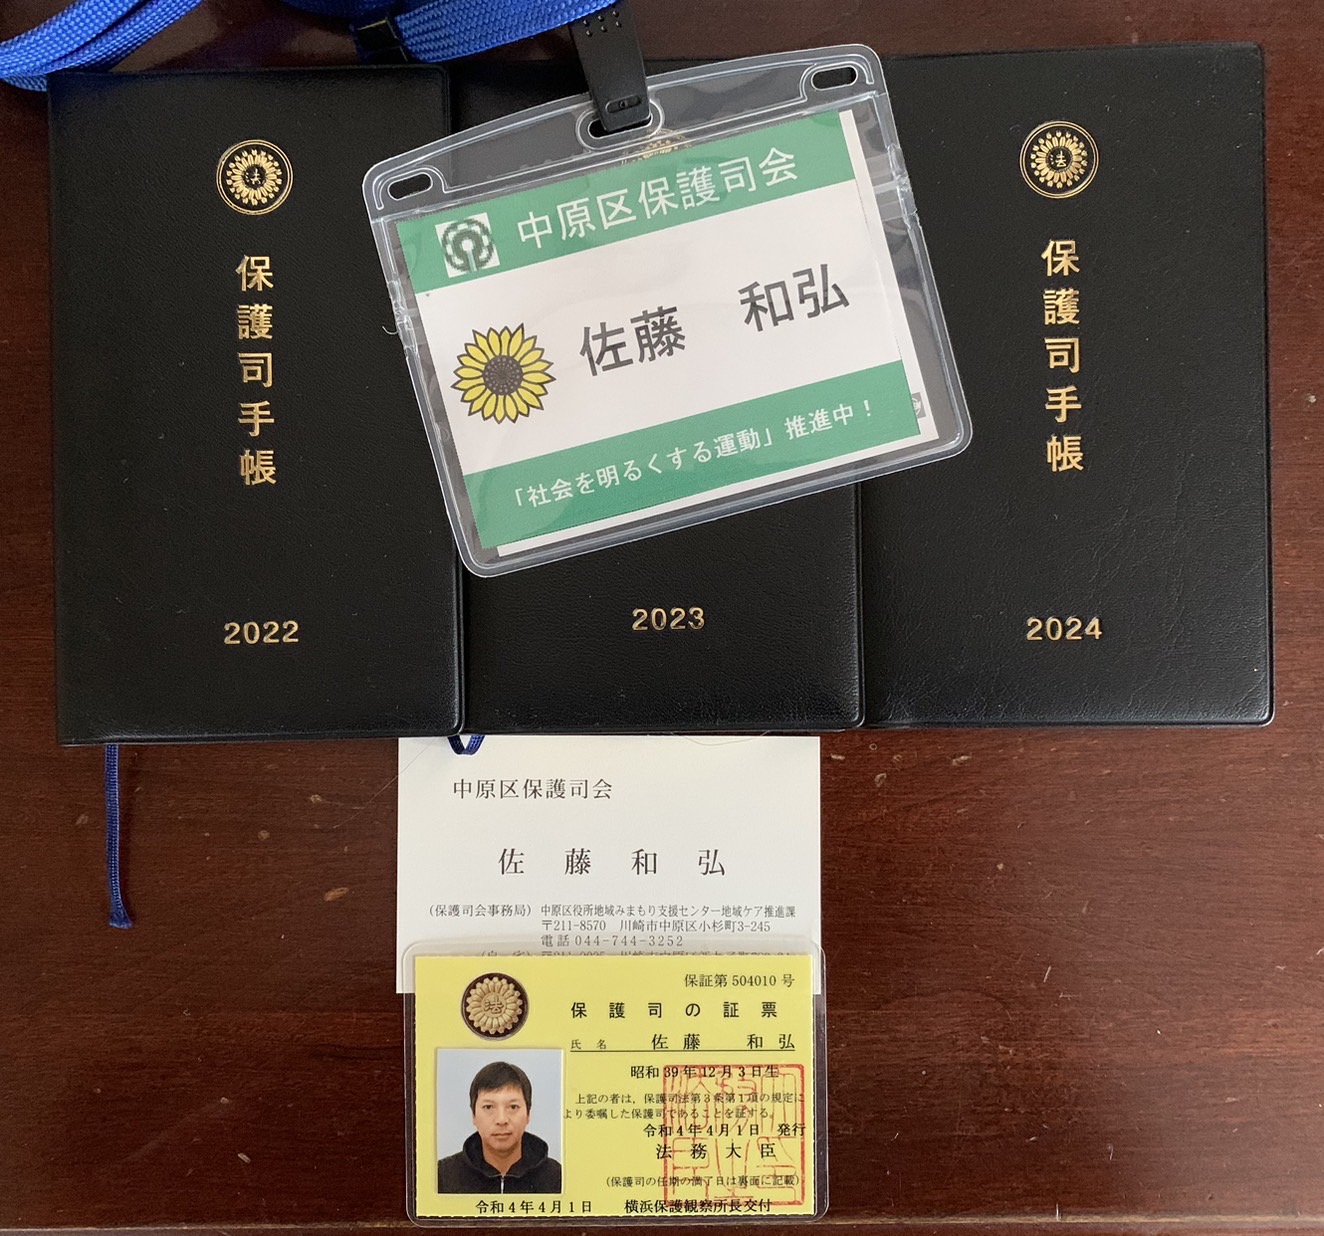 法
保護司手帳
2022
2023
法
保護司手帳
2024
中原区保護司会
佐藤　和弘
「社会を明るくする運動」推進中！
中原区保護司会
佐　藤　和　弘
（保護司会事務局）中原区役所地域みまもり支援センター地域ケア推進課
〒211-8570　川崎市中原区小杉町3-245
電話 044-744-3252
保証第 504010 号
法
保護司の証票
氏名　佐藤　和弘
昭和39年12月3日生
上記の者は，保護司法第3条第1項の規定に
より委嘱した保護司であることを証する。
令和4年4月1日　発行
法務大臣
（保護司の任期の満了日は裏面に記載）
令和4年4月1日　横浜保護観察所長交付